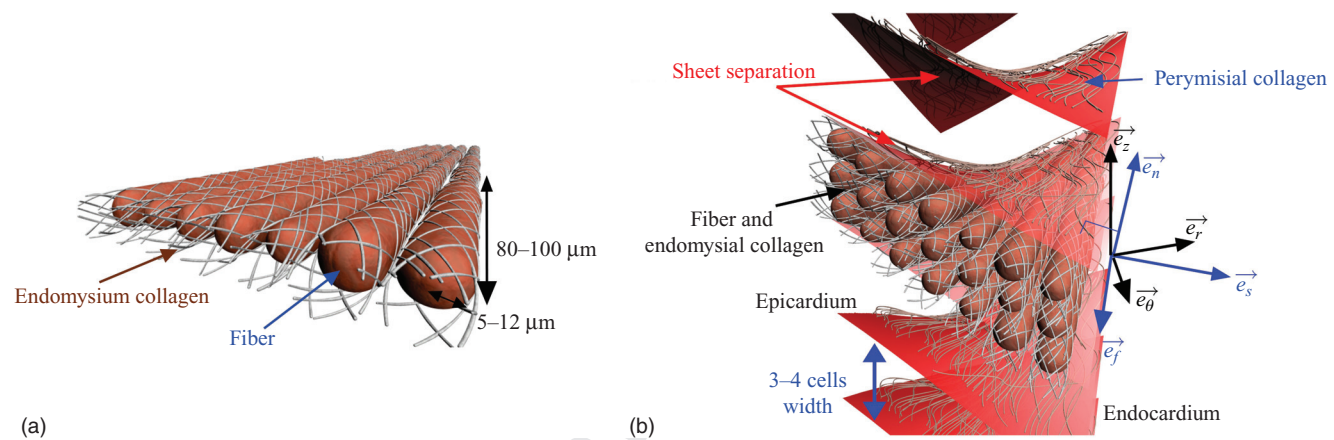 80–100 μm
Endomysium collagen
5–12 μm
Fiber
(a)
Sheet separation
Perymisial collagen
e_z
e_n
Fiber and
endomysial collagen
e_r
e_s
e_θ
Epicardium
e_f
3–4 cells
width
Endocardium
(b)